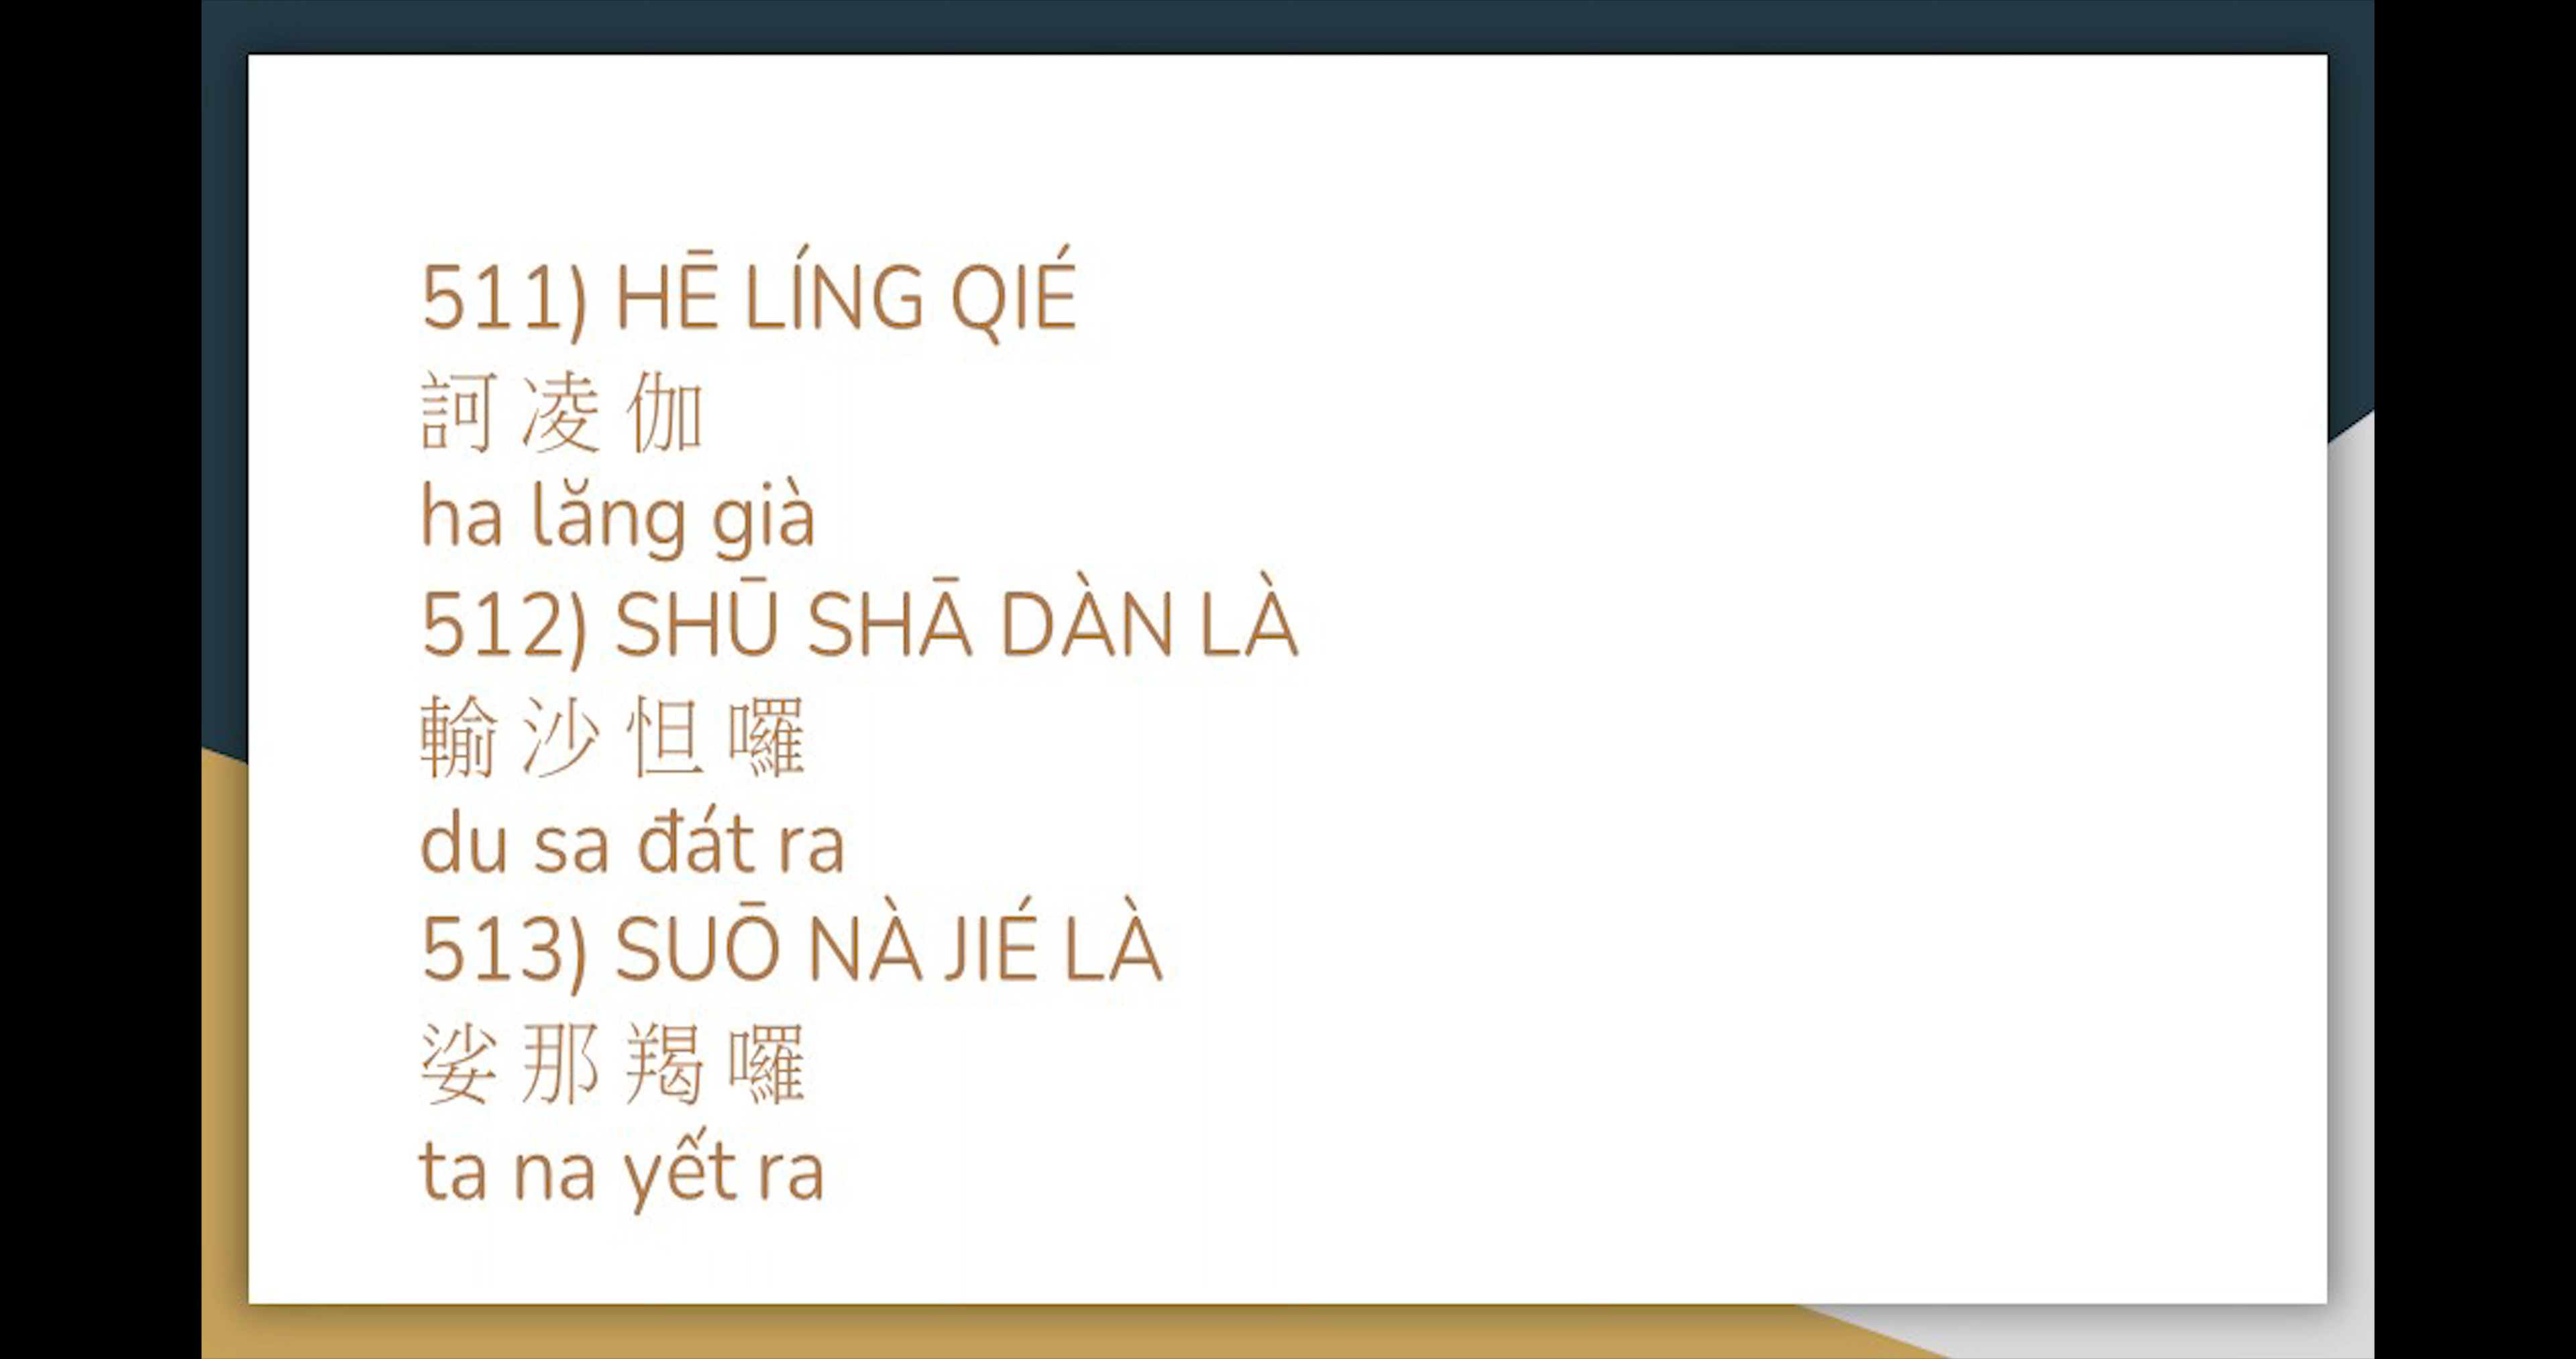 511) HĒ LÍNG QIÉ
訶 凌 伽
ha lăng già
512) SHŪ SHĀ DÀN LÀ
輸 沙 怛 囉
du sa đát ra
513) SUŌ NÀ JIÉ LÀ
娑 那 羯 囉
ta na yết ra